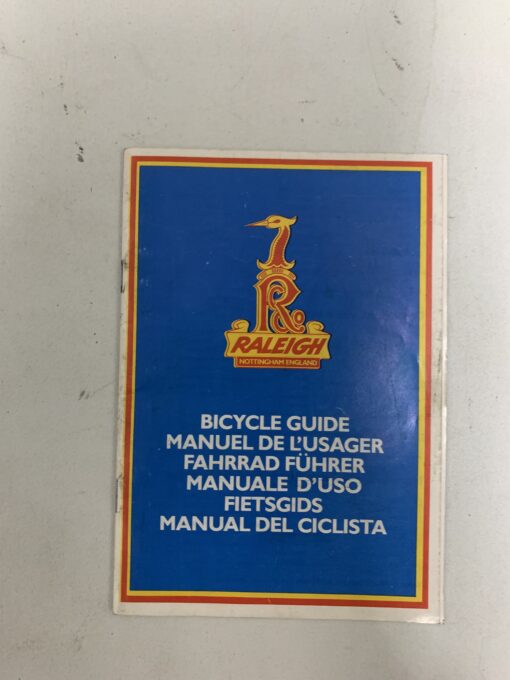 RALEIGH
NOTTINGHAM ENGLAND
BICYCLE GUIDE
MANUEL DE L'USAGER
FAHRRAD FÜHRER
MANUALE D'USO
FIETSGIDS
MANUAL DEL CICLISTA